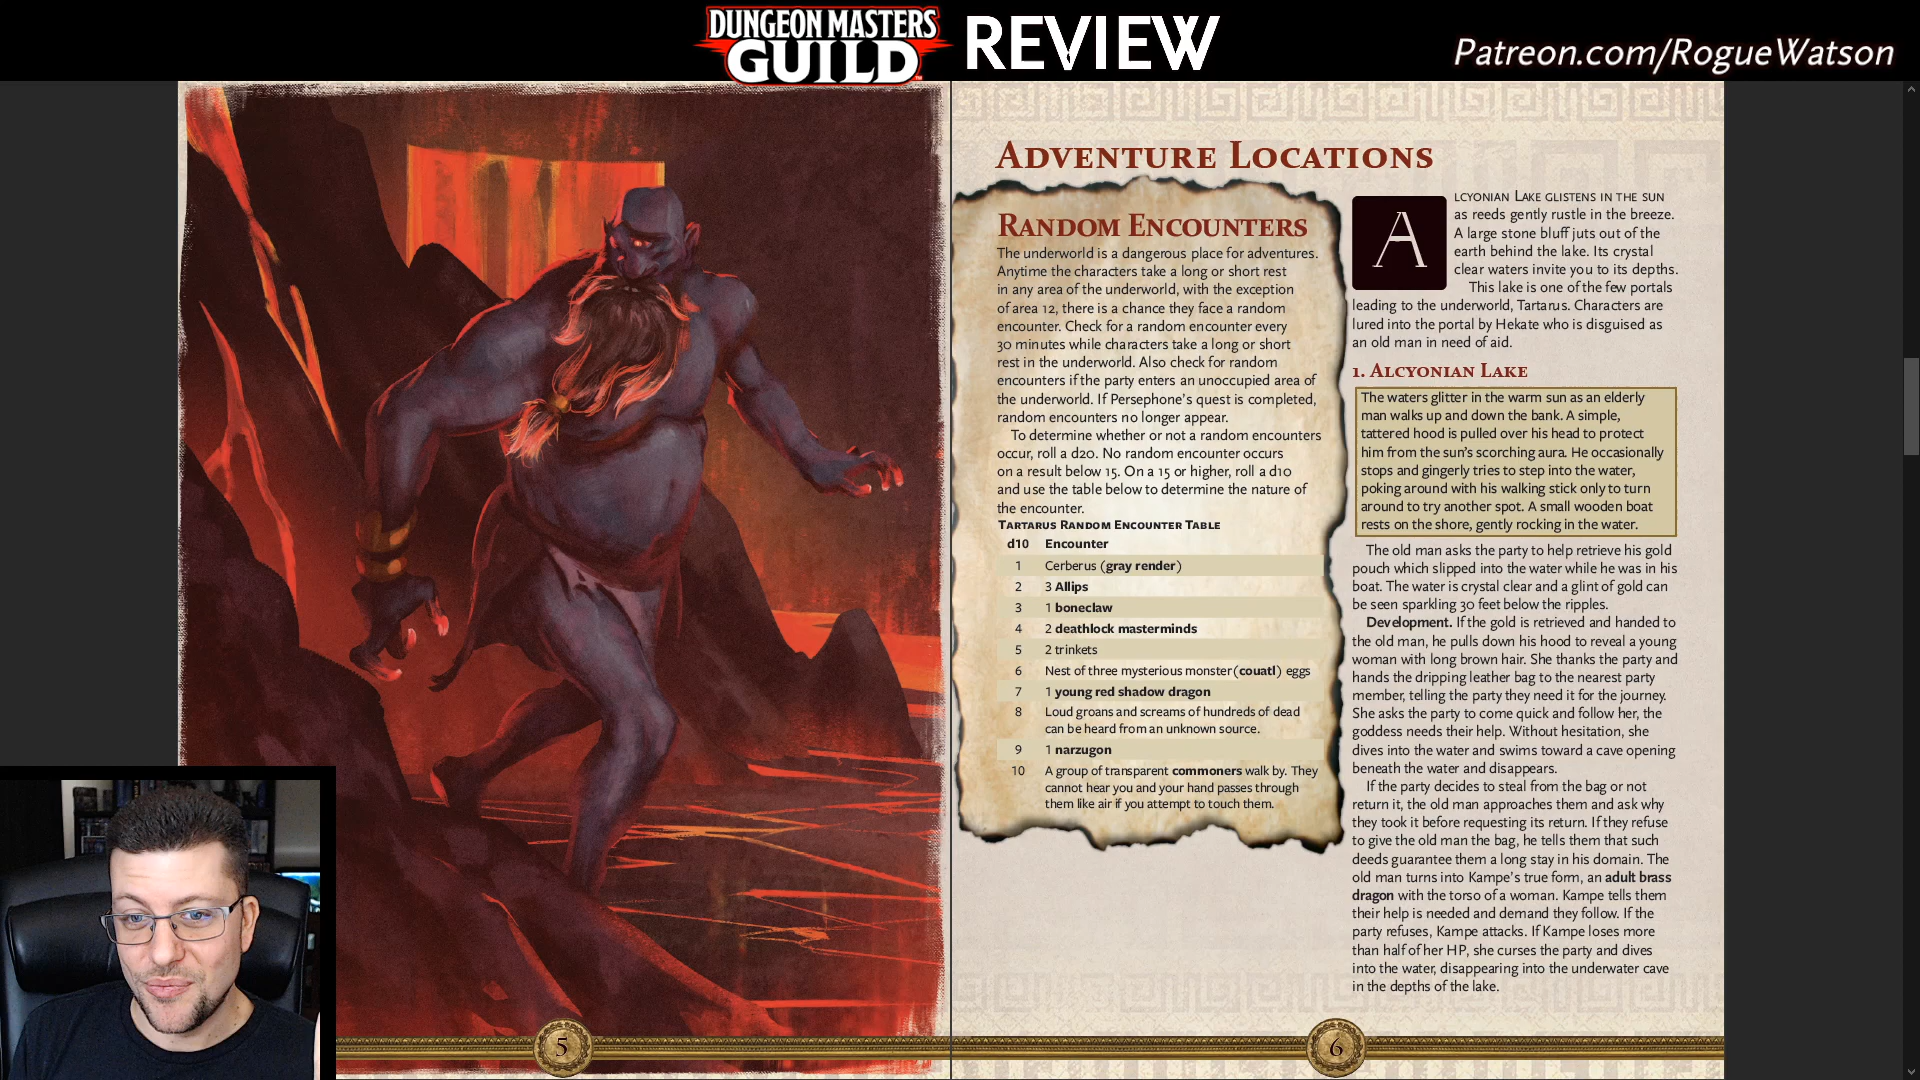 DUNGEON MASTERS
GUILD
REVIEW
Patreon.com/RogueWatson
Adventure Locations
Random Encounters
The underworld is a dangerous place for adventures.
Anytime the characters take a long or short rest
in any area of the underworld, with the exception
of area 12, there is a chance they face a random
encounter. Check for a random encounter every
30 minutes while characters take a long or short
rest in the underworld. Also check for random
encounters if the party enters an unoccupied area of
the underworld. If Persephone's quest is completed,
random encounters no longer appear.
To determine whether or not a random encounters
occur, roll a d20. No random encounter occurs
on a result below 15. On a 15 or higher, roll a d10
and use the table below to determine the nature of
the encounter.
Tartarus Random Encounter Table
d10 Encounter
1 Cerberus (gray render)
2 3 Allips
3 1 boneclaw
4 2 deathlock masterminds
5 2 trinkets
6 Nest of three mysterious monster(couatl) eggs
7 1 young red shadow dragon
8 Loud groans and screams of hundreds of dead
can be heard from an unknown source.
9 1 narzugon
10 A group of transparent commoners walk by. They
cannot hear you and your hand passes through
them like air if you attempt to touch them.
Alcyonian Lake glistens in the sun
as reeds gently rustle in the breeze.
A large stone bluff juts out of the
earth behind the lake. Its crystal
clear waters invite you to its depths.
This lake is one of the few portals
leading to the underworld, Tartarus. Characters are
lured into the portal by Hekate who is disguised as
an old man in need of aid.
1. Alcyonian Lake
The waters glitter in the warm sun as an elderly
man walks up and down the bank. A simple,
tattered hood is pulled over his head to protect
him from the sun's scorching aura. He occasionally
stops and gingerly tries to step into the water,
poking around with his walking stick only to turn
around to try another spot. A small wooden boat
rests on the shore, gently rocking in the water.
The old man asks the party to help retrieve his gold
pouch which slipped into the water while he was in his
boat. The water is crystal clear and a glint of gold can
be seen sparkling 30 feet below the ripples.
Development. If the gold is retrieved and handed to
the old man, he pulls down his hood to reveal a young
woman with long brown hair. She thanks the party and
hands the dripping leather bag to the nearest party
member, telling the party they need it for the journey.
She asks the party to come quick and follow her, the
goddess needs their help. Without hesitation, she
dives into the water and swims toward a cave opening
beneath the water and disappears.
If the party decides to steal from the bag or not
return it, the old man approaches them and ask why
they took it before requesting its return. If they refuse
to give the old man the bag, he tells them that such
deeds guarantee them a long stay in his domain. The
old man turns into Kampe's true form, an adult brass
dragon with the torso of a woman. Kampe tells them
their help is needed and demand they follow. If the
party refuses, Kampe attacks. If Kampe loses more
than half of her HP, she curses the party and dives
into the water, disappearing into the underwater cave
in the depths of the lake.
5
6